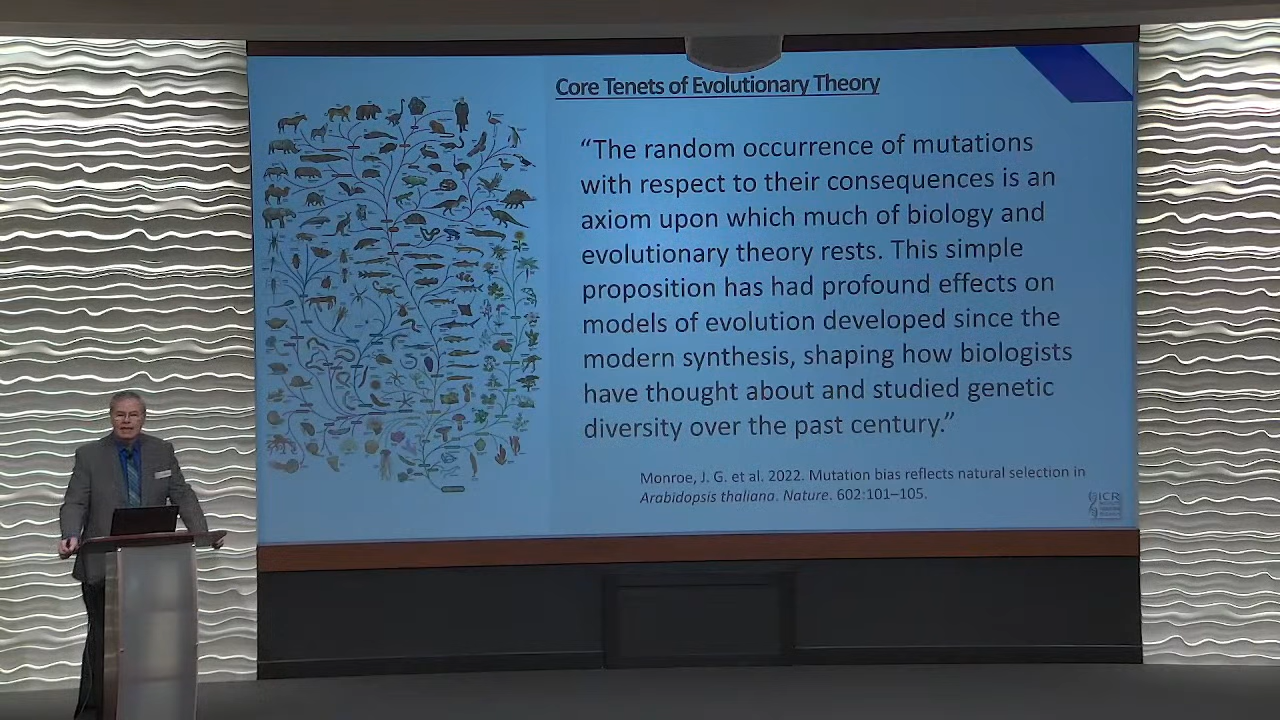 Core Tenets of Evolutionary Theory
“The random occurrence of mutations
with respect to their consequences is an
axiom upon which much of biology and
evolutionary theory rests. This simple
proposition has had profound effects on
models of evolution developed since the
modern synthesis, shaping how biologists
have thought about and studied genetic
diversity over the past century.”
Monroe, J. G. et al. 2022. Mutation bias reflects natural selection in
Arabidopsis thaliana. Nature. 602:101–105.
ICR